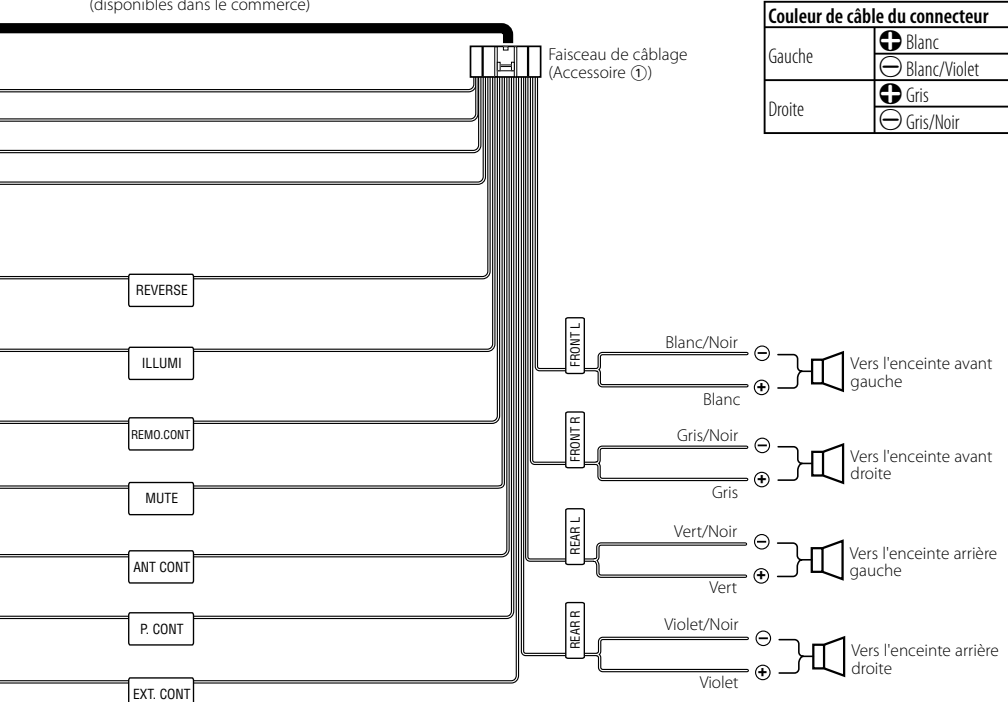 (disponibles dans le commerce)
Couleur de câble du connecteur
Gauche
⊕ Blanc
⊖ Blanc/Violet
Droite
⊕ Gris
⊖ Gris/Noir
Faisceau de câblage
(Accessoire ①)
REVERSE
ILLUMI
REMO.CONT
MUTE
ANT CONT
P. CONT
EXT. CONT
FRONT L
Blanc/Noir
⊖
⊕
Blanc
Vers l'enceinte avant
gauche
FRONT R
Gris/Noir
⊖
⊕
Gris
Vers l'enceinte avant
droite
REAR L
Vert/Noir
⊖
⊕
Vert
Vers l'enceinte arrière
gauche
REAR R
Violet/Noir
⊖
⊕
Violet
Vers l'enceinte arrière
droite